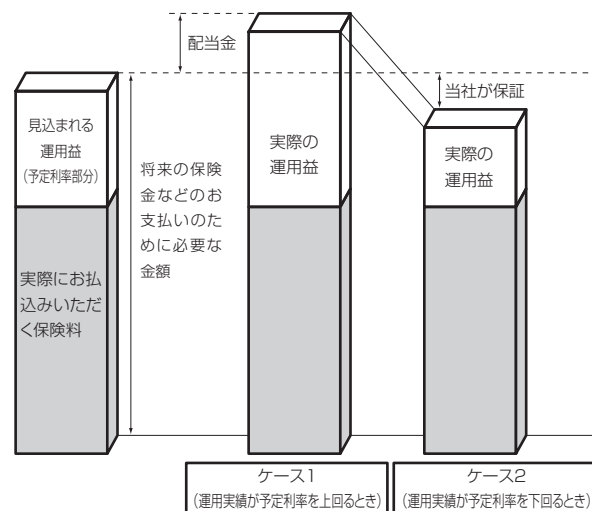 配当金
当社が保証
見込まれる
運用益
(予定利率部分)
将来の保険
金などのお
支払いのた
めに必要な
金額
実際の
運用益
実際の
運用益
実際にお払
込みいただ
く保険料
ケース1
(運用実績が予定利率を上回るとき)
ケース2
(運用実績が予定利率を下回るとき)